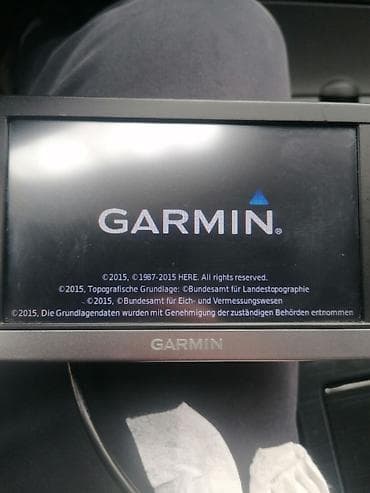 GARMIN®
©2015, ©1987-2015 HERE. All rights reserved.
©2015, Topografische Grundlage: ©Bundesamt für Landestopographie
©2015, ©Bundesamt für Eich- und Vermessungswesen
©2015, Die Grundlagendaten wurden mit Genehmigung der zuständigen Behörden entnommen
GARMIN